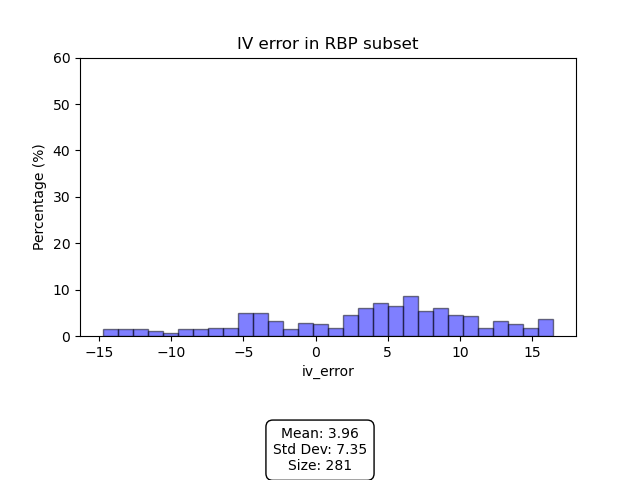 IV error in RBP subset
60
50
40
30
20
10
0
Percentage (%)
−15 −10 −5 0 5 10 15
iv_error
Mean: 3.96
Std Dev: 7.35
Size: 281